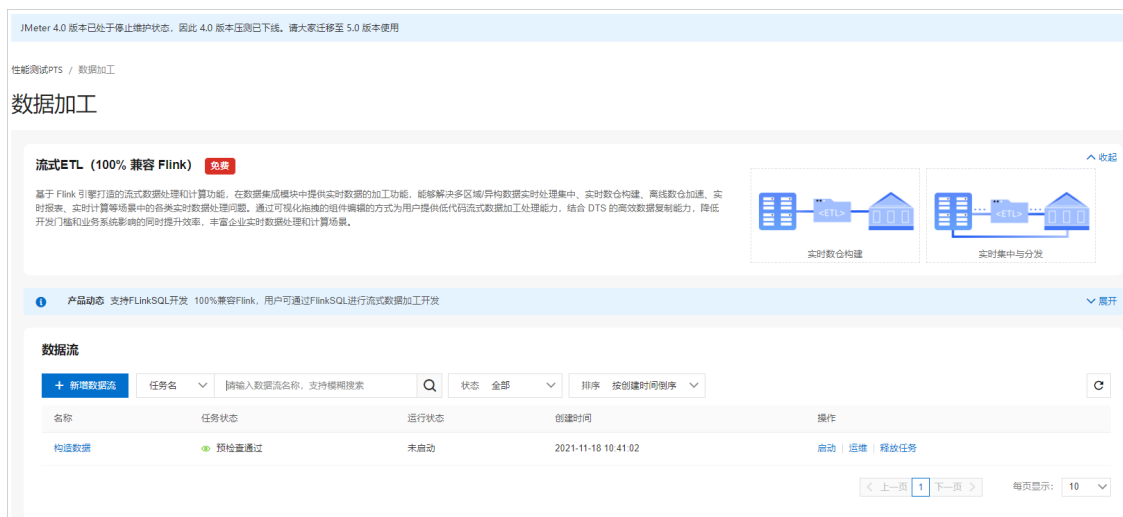 JMeter 4.0 版本已处于停止维护状态，因此 4.0 版本压测已下线。请大家迁移至 5.0 版本使用
性能测试PTS / 数据加工
数据加工
流式ETL（100% 兼容 Flink） 免费
收起
基于 Flink 引擎打造的流式数据处理和计算功能，在数据集成模块中提供实时数据的加工功能，能够解决多区域/异构数据实时处理集中、实时数仓构建、离线数仓加速、实
时报表、实时计算等场景中的各类实时数据处理问题。通过可视化拖拽的组件编辑的方式为用户提供低代码流式数据加工处理能力，结合 DTS 的高效数据复制能力，降低
开发门槛和业务系统影响的同时提升效率，丰富企业实时数据处理和计算场景。
<ETL> <ETL>
实时数仓构建 实时集中与分发
产品动态 支持FLinkSQL开发 100%兼容Flink，用户可通过FlinkSQL进行流式数据加工开发 展开
数据流
+ 新增数据流 任务名 请输入数据流名称，支持模糊搜索 状态 全部 排序 按创建时间倒序
名称 任务状态 运行状态 创建时间 操作
构造数据 预检查通过 未启动 2021-11-18 10:41:02 启动 | 运维 | 释放任务
< 上一页 1 下一页 > 每页显示： 10